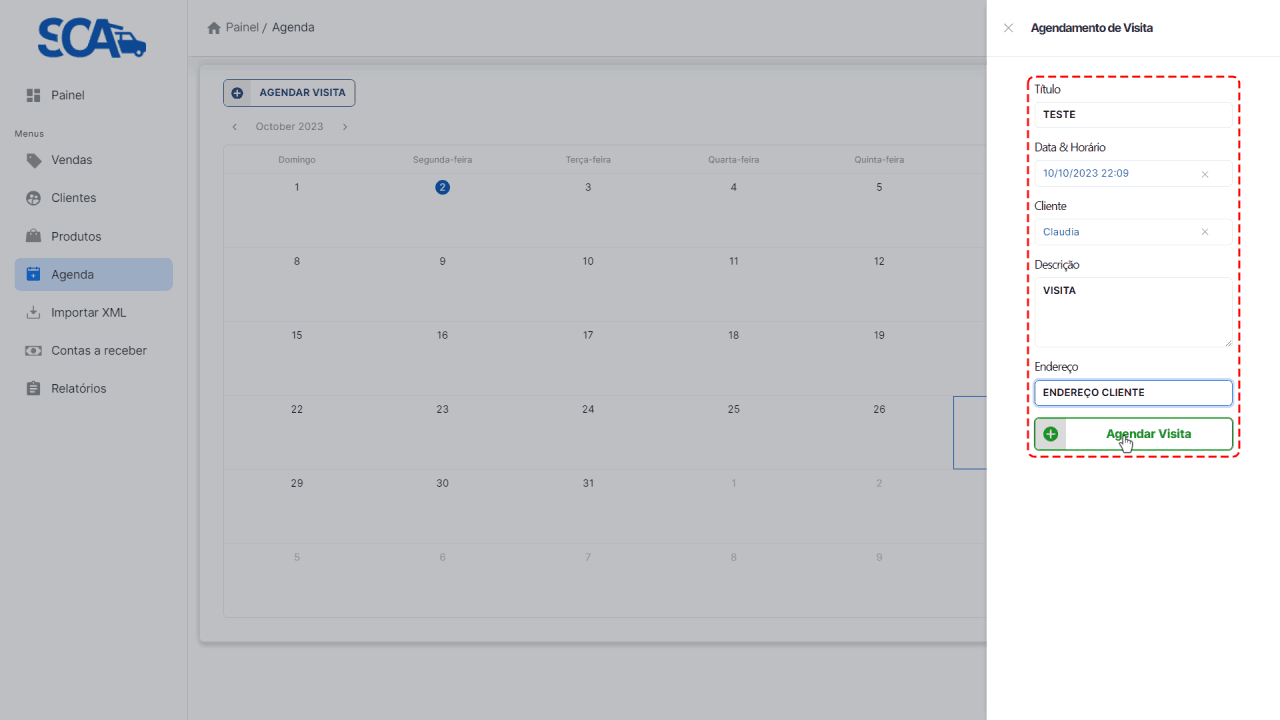 SCA
Painel
Menus
Vendas
Clientes
Produtos
Agenda
Importar XML
Contas a receber
Relatórios
Painel / Agenda
AGENDAR VISITA
October 2023
Domingo Segunda-feira Terça-feira Quarta-feira Quinta-feira
1 2 3 4 5
8 9 10 11 12
15 16 17 18 19
22 23 24 25 26
29 30 31 1 2
5 6 7 8 9
Agendamento de Visita
Título
TESTE
Data & Horário
10/10/2023 22:09
Cliente
Claudia
Descrição
VISITA
Endereço
ENDEREÇO CLIENTE
Agendar Visita